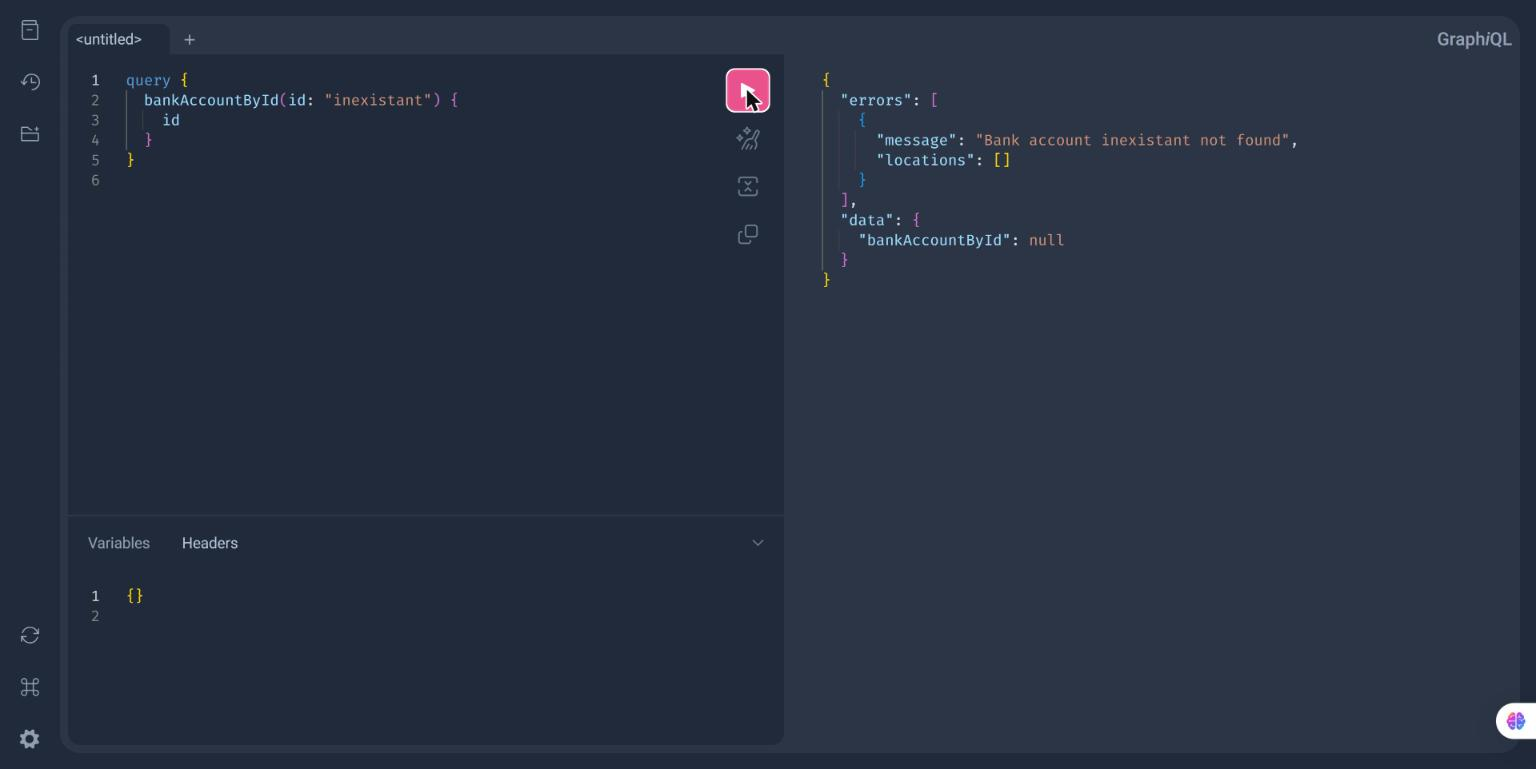 <untitled> +
GraphiQL
1 query {
2 bankAccountById(id: "inexistant") {
3 id
4 }
5 }
6
{
"errors": [
{
"message": "Bank account inexistant not found",
"locations": []
}
],
"data": {
"bankAccountById": null
}
}
Variables Headers
1 {}
2